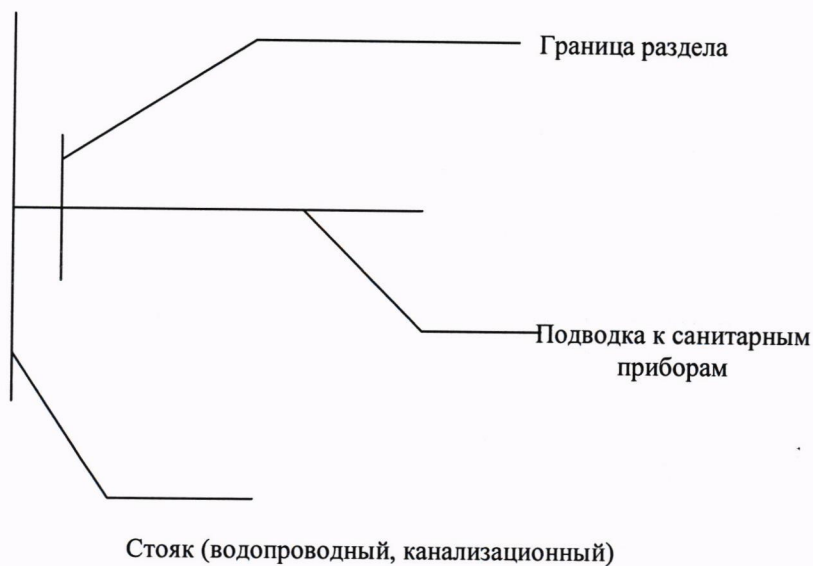 Граница раздела
Подводка к санитарным
приборам
Стояк (водопроводный, канализационный)